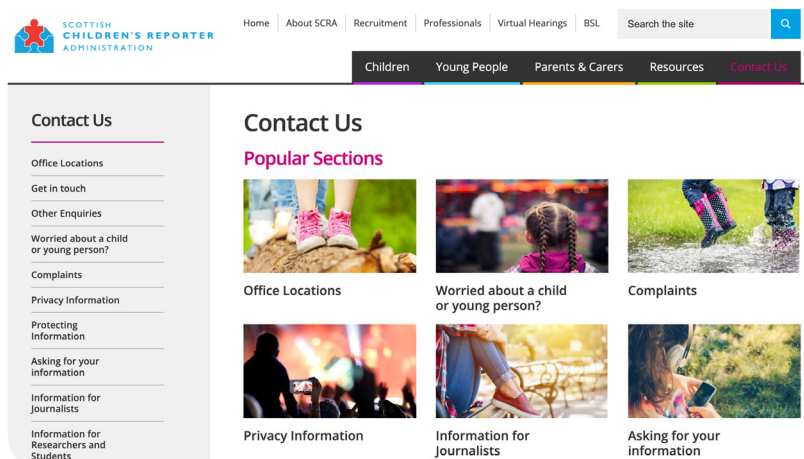 SCOTTISH
CHILDREN'S REPORTER
ADMINISTRATION
Home
About SCRA
Recruitment
Professionals
Virtual Hearings
BSL
Search the site
Children
Young People
Parents & Carers
Resources
Contact Us
Contact Us
Office Locations
Get in touch
Other Enquiries
Worried about a child
or young person?
Complaints
Privacy Information
Protecting
Information
Asking for your
information
Information for
Journalists
Information for
Researchers and
Students
Contact Us
Popular Sections
Office Locations
Worried about a child
or young person?
Complaints
Privacy Information
Information for
Journalists
Asking for your
information